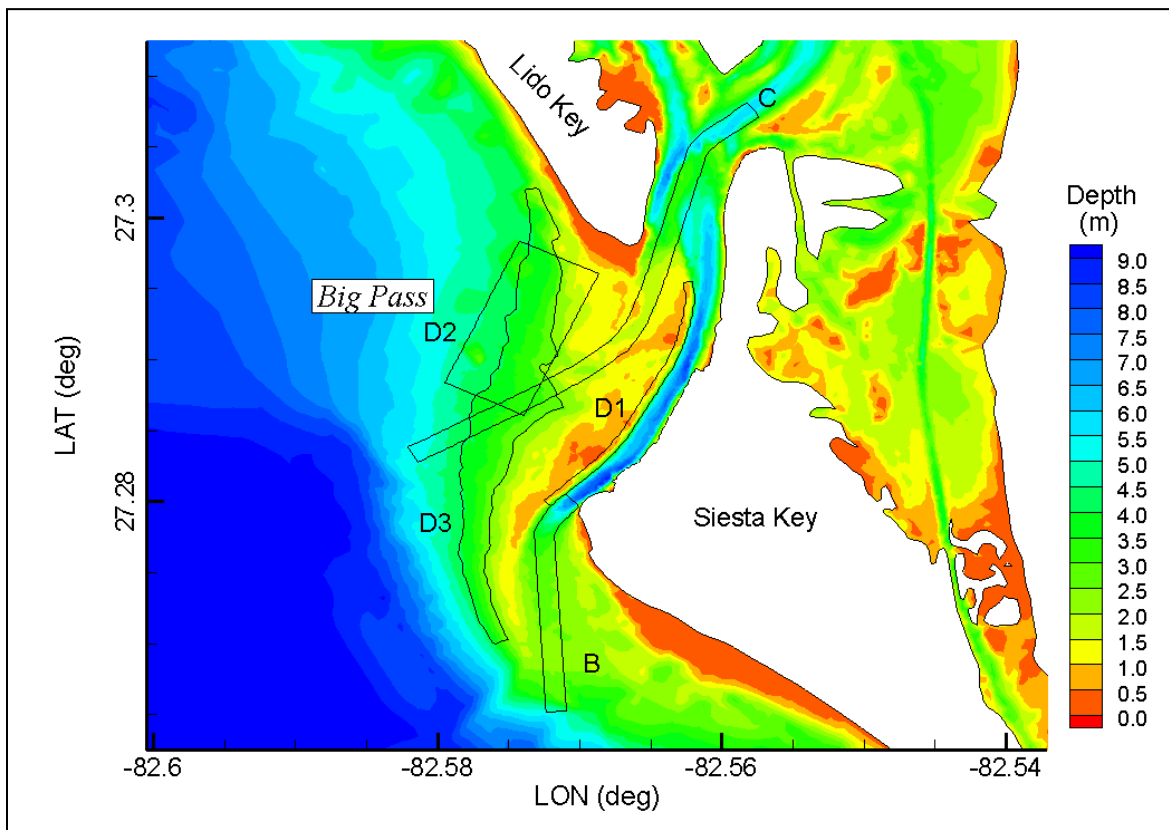 Lido Key
C
27.3
Depth
(m)
9.0
8.5
8.0
7.5
7.0
6.5
6.0
5.5
5.0
4.5
4.0
3.5
3.0
2.5
2.0
1.5
1.0
0.5
0.0
Big Pass
D2
LAT (deg)
D1
27.28
D3
Siesta Key
B
-82.6
-82.58
-82.56
-82.54
LON (deg)